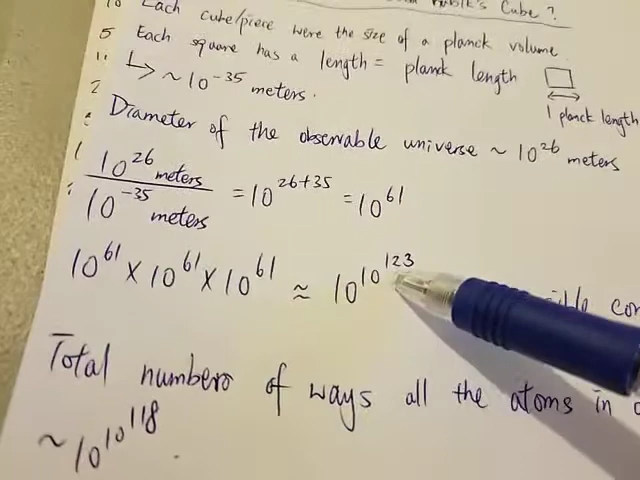 Rubik's Cube?
Each cube/piece were the size of a planck volume
Each square has a length = planck length
↳ ~10^-35 meters.
1 planck length
Diameter of the observable universe ~ 10^26 meters
10^26 meters
10^-35 meters
= 10^26+35 = 10^61
10^61 × 10^61 × 10^61 ≈ 10^10^123
Total numbers of ways all the atoms in
~10^10^118.